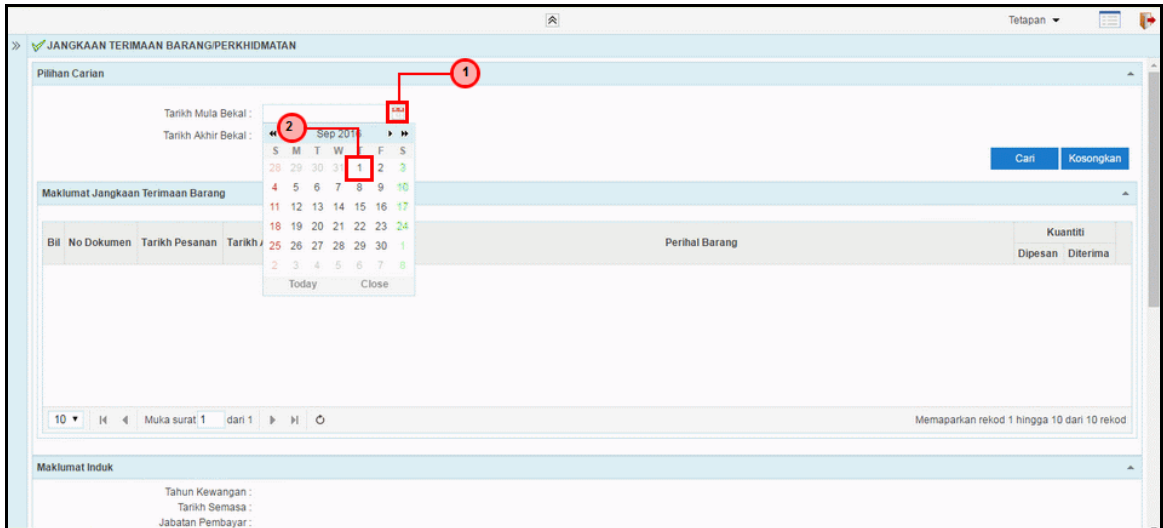 Tetapan
JANGKAAN TERIMAAN BARANG/PERKHIDMATAN
Pilihan Carian
1
Tarikh Mula Bekal :
Tarikh Akhir Bekal :
2
Sep 2016
S M T W T F S
28 29 30 31 1 2 3
4 5 6 7 8 9 10
11 12 13 14 15 16 17
18 19 20 21 22 23 24
25 26 27 28 29 30 1
2 3 4 5 6 7 8
Today Close
Cari Kosongkan
Maklumat Jangkaan Terimaan Barang
Bil No Dokumen Tarikh Pesanan Tarikh Perihal Barang Kuantiti
Dipesan Diterima
10 Muka surat 1 dari 1 Memaparkan rekod 1 hingga 10 dari 10 rekod
Maklumat Induk
Tahun Kewangan :
Tarikh Semasa :
Jabatan Pembayar :